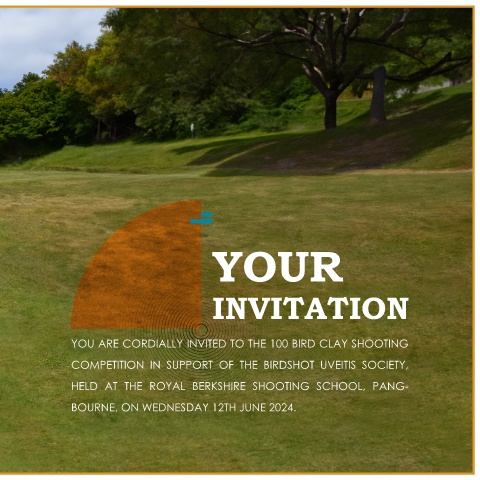 YOUR
INVITATION
YOU ARE CORDIALLY INVITED TO THE 100 BIRD CLAY SHOOTING
COMPETITION IN SUPPORT OF THE BIRDSHOT UVEITIS SOCIETY,
HELD AT THE ROYAL BERKSHIRE SHOOTING SCHOOL, PANG-
BOURNE, ON WEDNESDAY 12TH JUNE 2024.